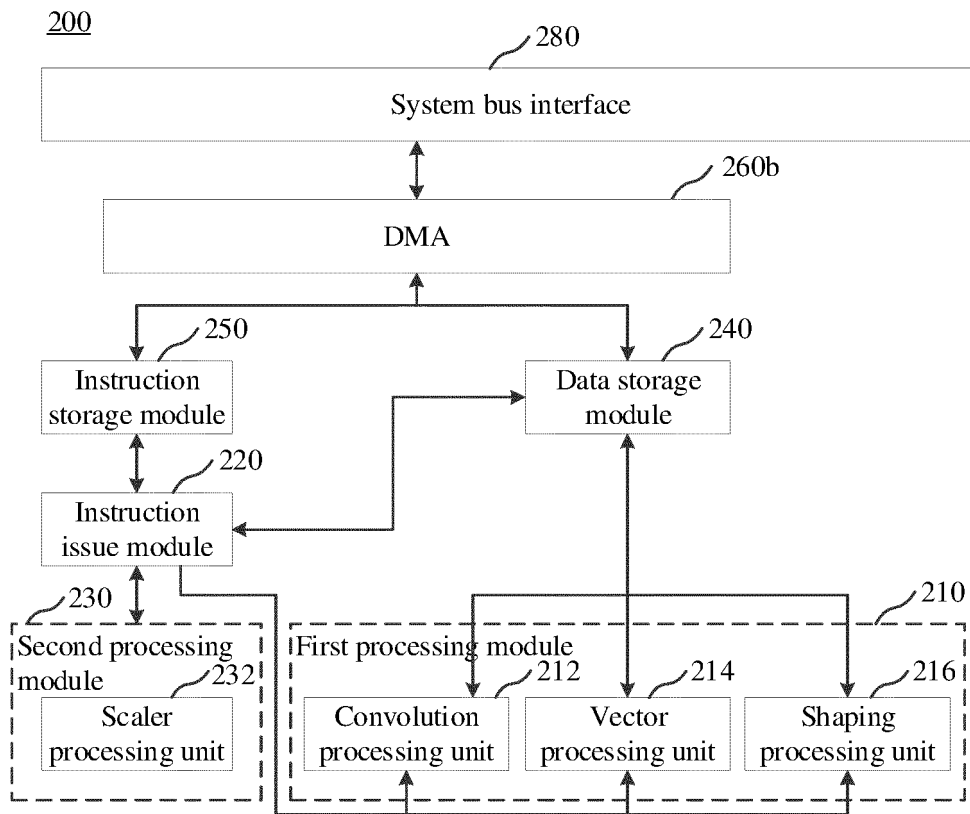 200
280
System bus interface
260b
DMA
250
240
Instruction
storage module
Data storage
module
220
Instruction
issue module
230
210
Second processing
module
First processing module
232
212
214
216
Scaler
processing unit
Convolution
processing unit
Vector
processing unit
Shaping
processing unit